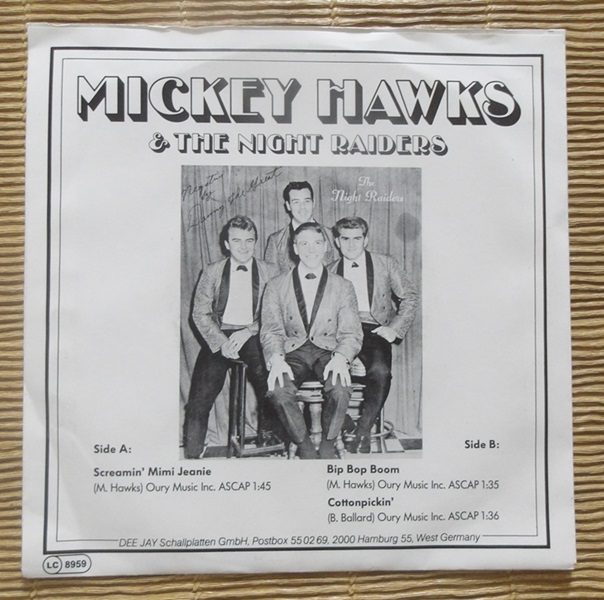 MICKEY HAWKS
& THE NIGHT RAIDERS
The
Night Raiders
Side A:
Screamin' Mimi Jeanie
(M. Hawks) Oury Music Inc. ASCAP 1:45
Side B:
Bip Bop Boom
(M. Hawks) Oury Music Inc. ASCAP 1:35
Cottonpickin'
(B. Ballard) Oury Music Inc. ASCAP 1:36
DEE JAY Schallplatten GmbH, Postbox 55 02 69, 2000 Hamburg 55, West Germany
LC 8959